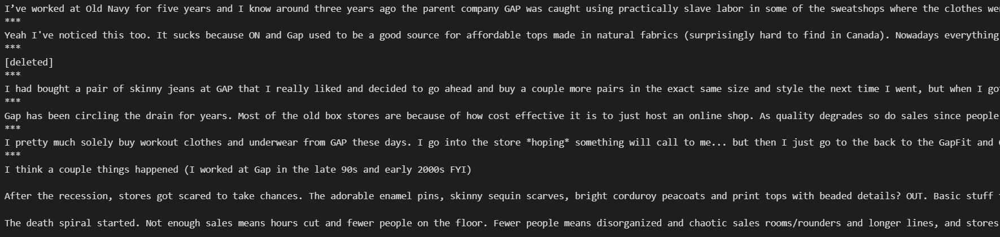 I’ve worked at Old Navy for five years and I know around three years ago the parent company GAP was caught using practically slave labor in some of the sweatshops where the clothes
***
Yeah I've noticed this too. It sucks because ON and Gap used to be a good source for affordable tops made in natural fabrics (surprisingly hard to find in Canada). Nowadays everything
***
[deleted]
***
I had bought a pair of skinny jeans at GAP that I really liked and decided to go ahead and buy a couple more pairs in the exact same size and style the next time I went, but when I
***
Gap has been circling the drain for years. Most of the old box stores are because of how cost effective it is to just host an online shop. As quality degrades so do sales since people
***
I pretty much solely buy workout clothes and underwear from GAP these days. I go into the store *hoping* something will call to me... but then I just go to the back to the GapFit and
***
I think a couple things happened (I worked at Gap in the late 90s and early 2000s FYI)
After the recession, stores got scared to take chances. The adorable enamel pins, skinny sequin scarves, bright corduroy peacoats and print tops with beaded details? OUT. Basic stuff
The death spiral started. Not enough sales means hours cut and fewer people on the floor. Fewer people means disorganized and chaotic sales rooms/rounders and longer lines, and stores